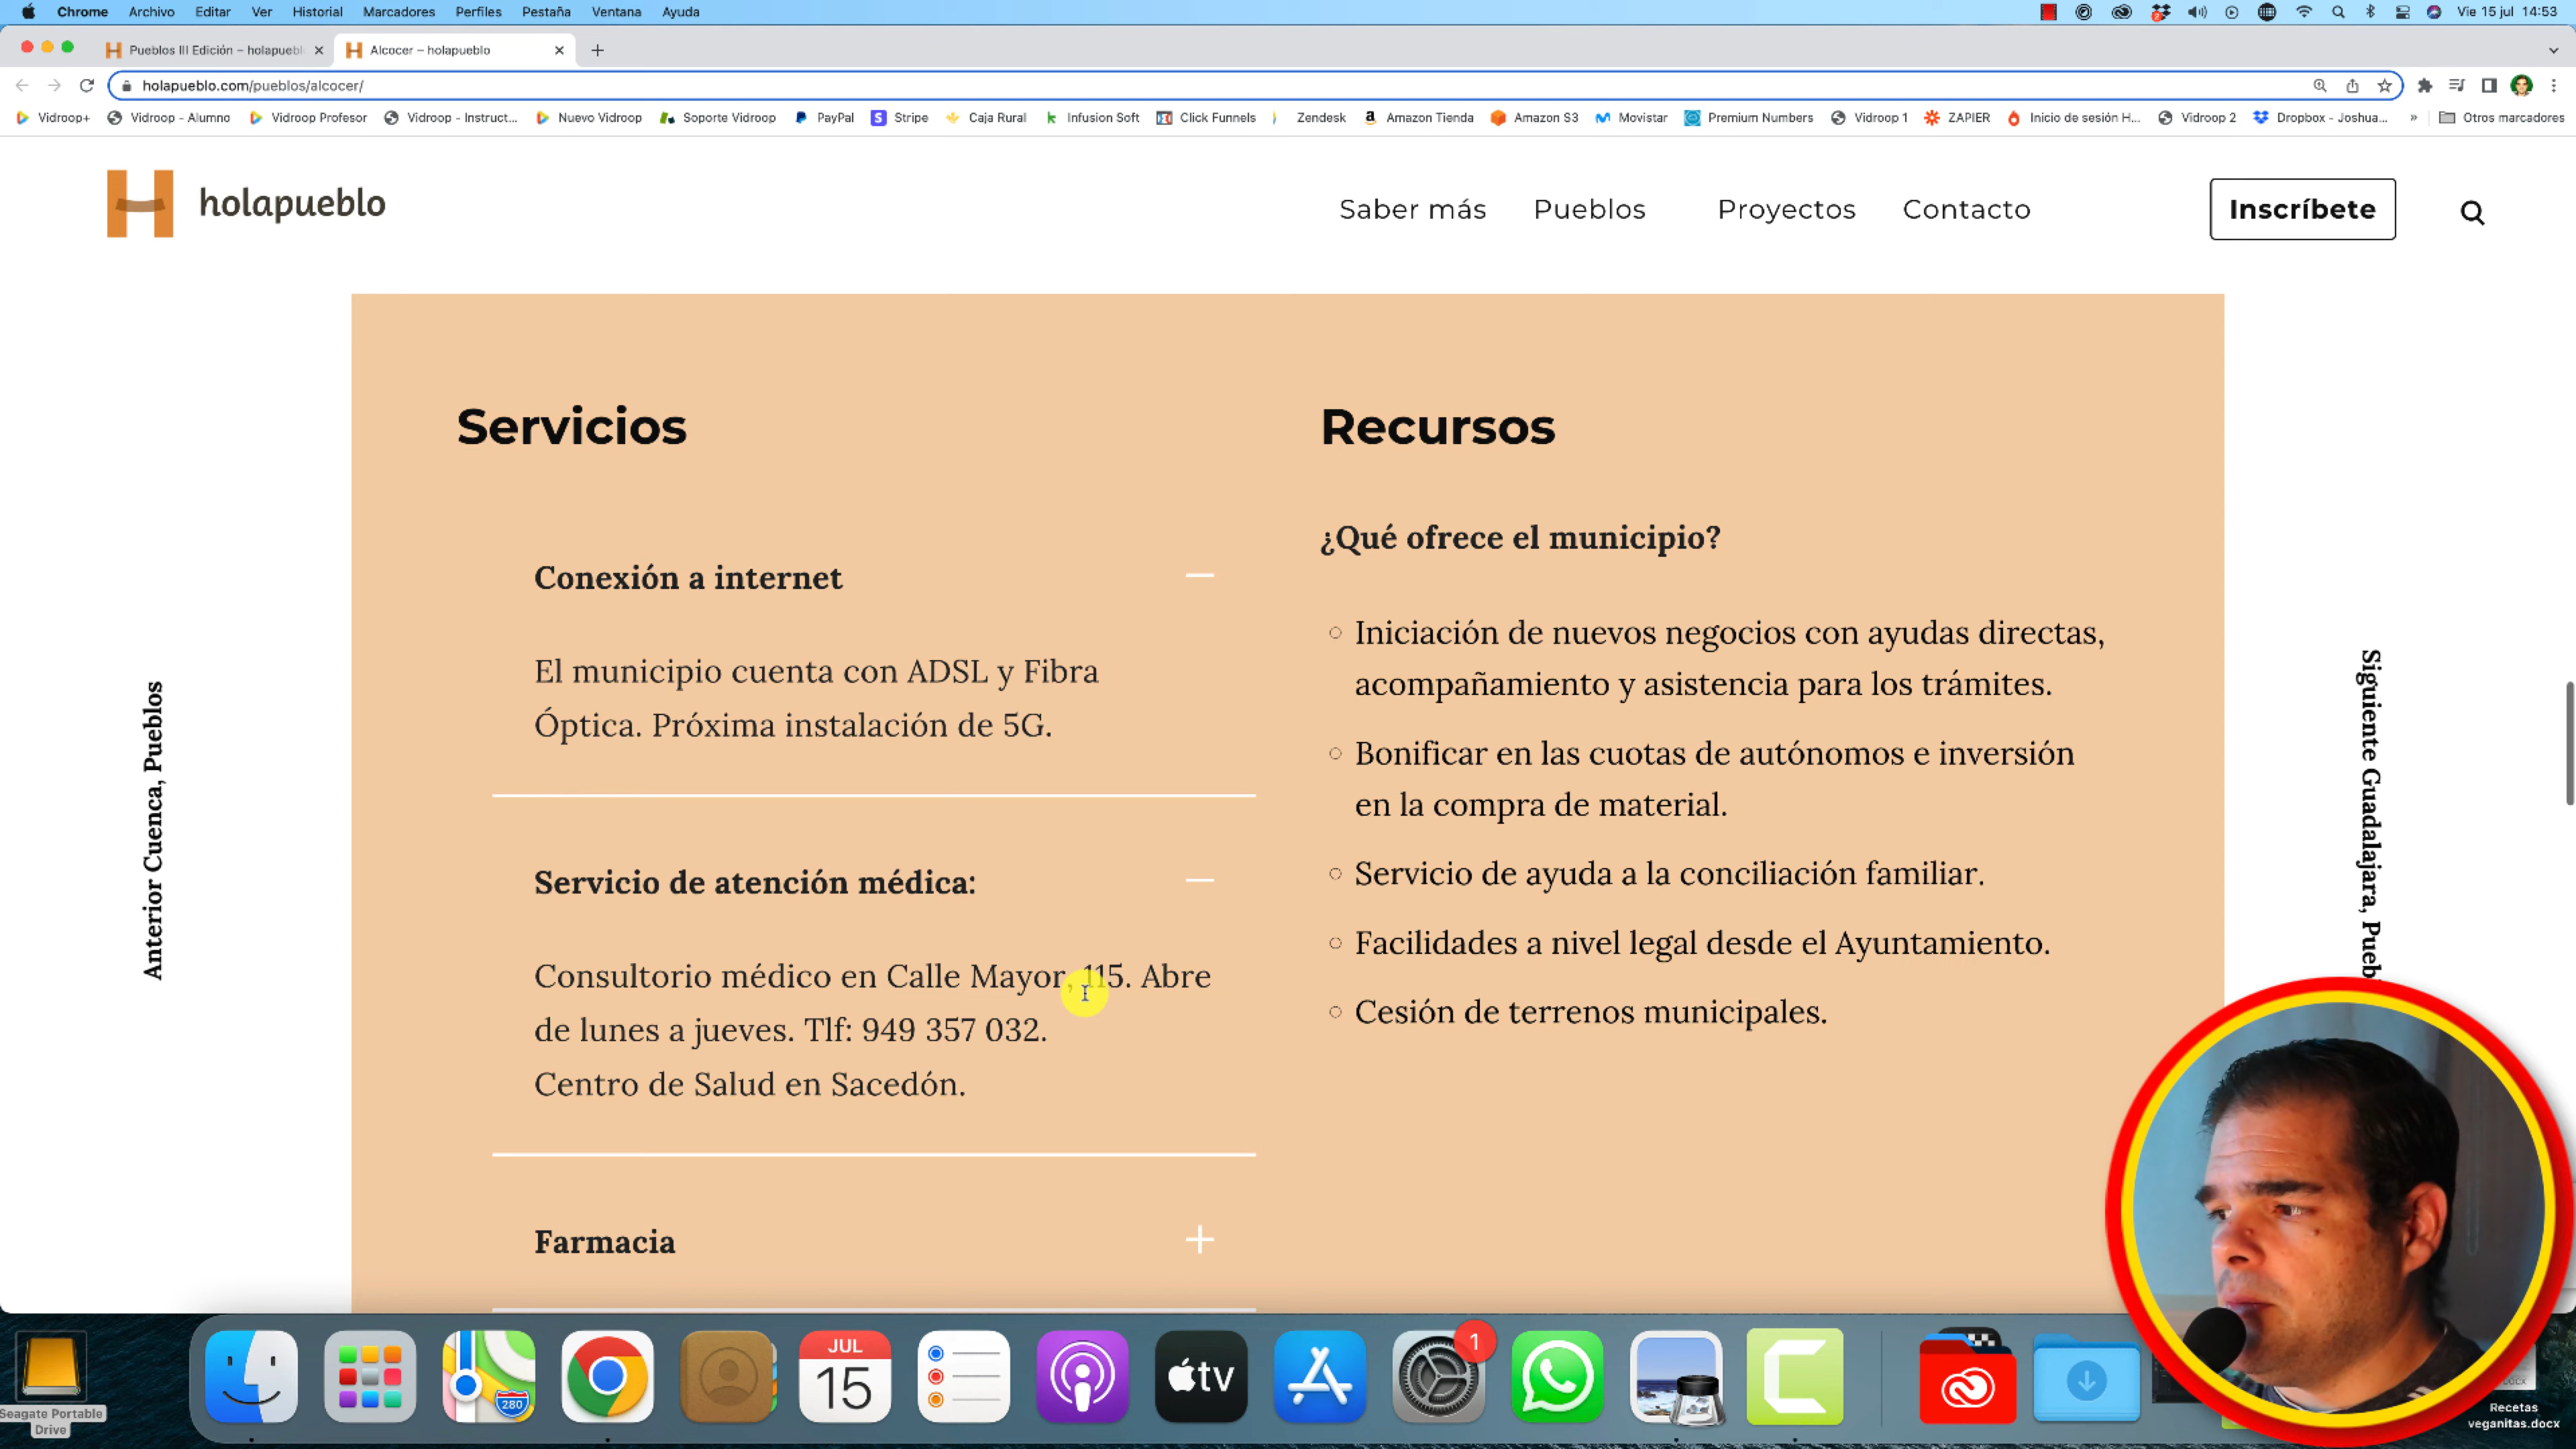 Chrome Archivo Editar Ver Historial Marcadores Perfiles Pestaña Ventana Ayuda
Vie 15 jul 14:53
Pueblos III Edición – holapuebl
Alcocer – holapueblo
holapueblo.com/pueblos/alcocer/
Vidroop+ Vidroop - Alumno Vidroop Profesor Vidroop - Instruct... Nuevo Vidroop Soporte Vidroop PayPal Stripe Caja Rural Infusion Soft Click Funnels Zendesk Amazon Tienda Amazon S3 Movistar Premium Numbers Vidroop 1 ZAPIER Inicio de sesión H... Vidroop 2 Dropbox - Joshua... » Otros marcadores
holapueblo
Saber más Pueblos Proyectos Contacto
Inscríbete
Anterior Cuenca, Pueblos
Servicios
Conexión a internet
El municipio cuenta con ADSL y Fibra
Óptica. Próxima instalación de 5G.
Servicio de atención médica:
Consultorio médico en Calle Mayor, 115. Abre
de lunes a jueves. Tlf: 949 357 032.
Centro de Salud en Sacedón.
Farmacia
Recursos
¿Qué ofrece el municipio?
Iniciación de nuevos negocios con ayudas directas,
acompañamiento y asistencia para los trámites.
Bonificar en las cuotas de autónomos e inversión
en la compra de material.
Servicio de ayuda a la conciliación familiar.
Facilidades a nivel legal desde el Ayuntamiento.
Cesión de terrenos municipales.
Siguiente Guadalajara, Pueb
Seagate Portable
Drive
280
JUL
15
tv
1
Recetas
veganitas.docx